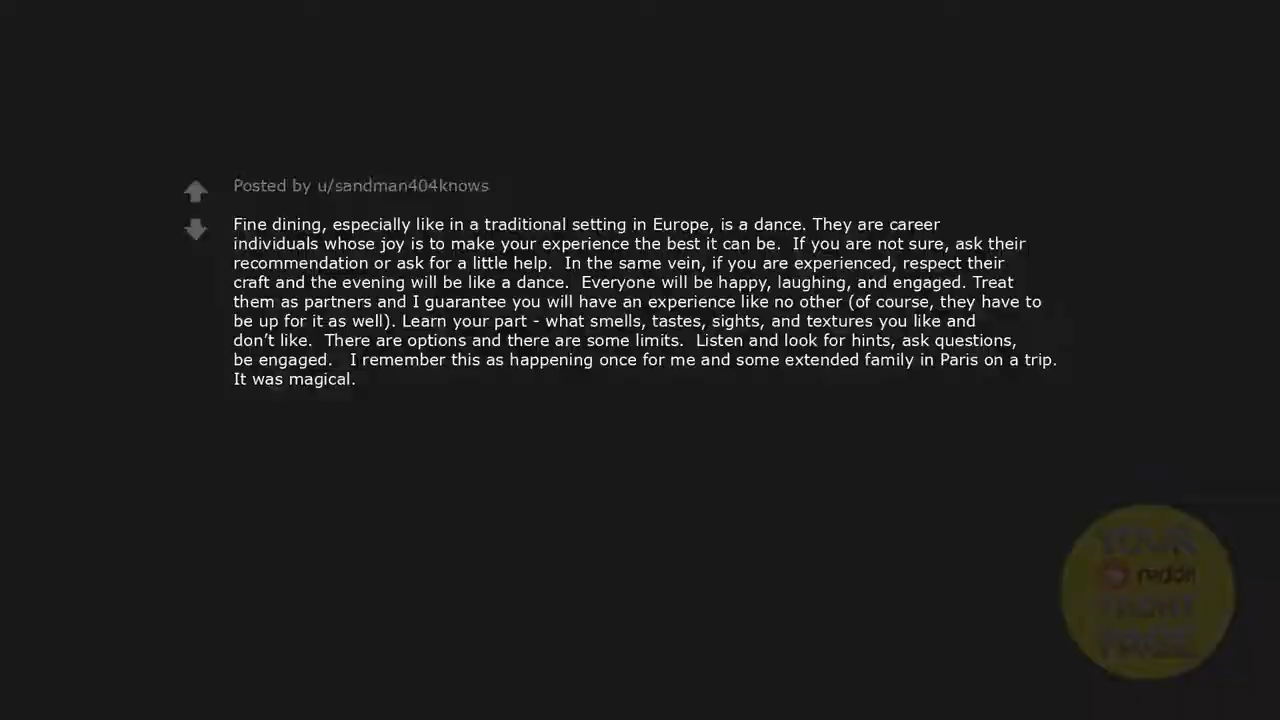 Posted by u/sandman404knows
Fine dining, especially like in a traditional setting in Europe, is a dance. They are career
individuals whose joy is to make your experience the best it can be.  If you are not sure, ask their
recommendation or ask for a little help.  In the same vein, if you are experienced, respect their
craft and the evening will be like a dance.  Everyone will be happy, laughing, and engaged. Treat
them as partners and I guarantee you will have an experience like no other (of course, they have to
be up for it as well). Learn your part - what smells, tastes, sights, and textures you like and
don’t like.  There are options and there are some limits.  Listen and look for hints, ask questions,
be engaged.   I remember this as happening once for me and some extended family in Paris on a trip.
It was magical.
YOUR
reddit